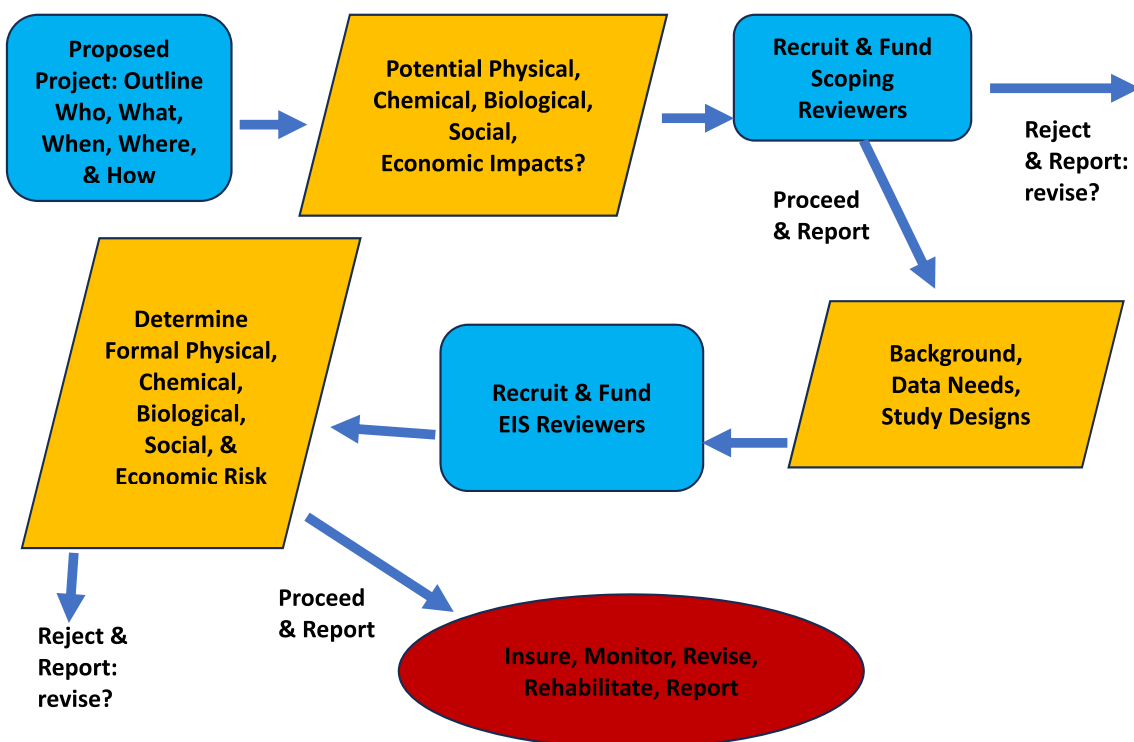 Proposed
Project: Outline
Who, What,
When, Where,
& How
Potential Physical,
Chemical, Biological,
Social,
Economic Impacts?
Recruit & Fund
Scoping
Reviewers
Reject
& Report:
revise?
Proceed
& Report
Background,
Data Needs,
Study Designs
Recruit & Fund
EIS Reviewers
Determine
Formal Physical,
Chemical,
Biological,
Social, &
Economic Risk
Reject &
Report:
revise?
Proceed
& Report
Insure, Monitor, Revise,
Rehabilitate, Report